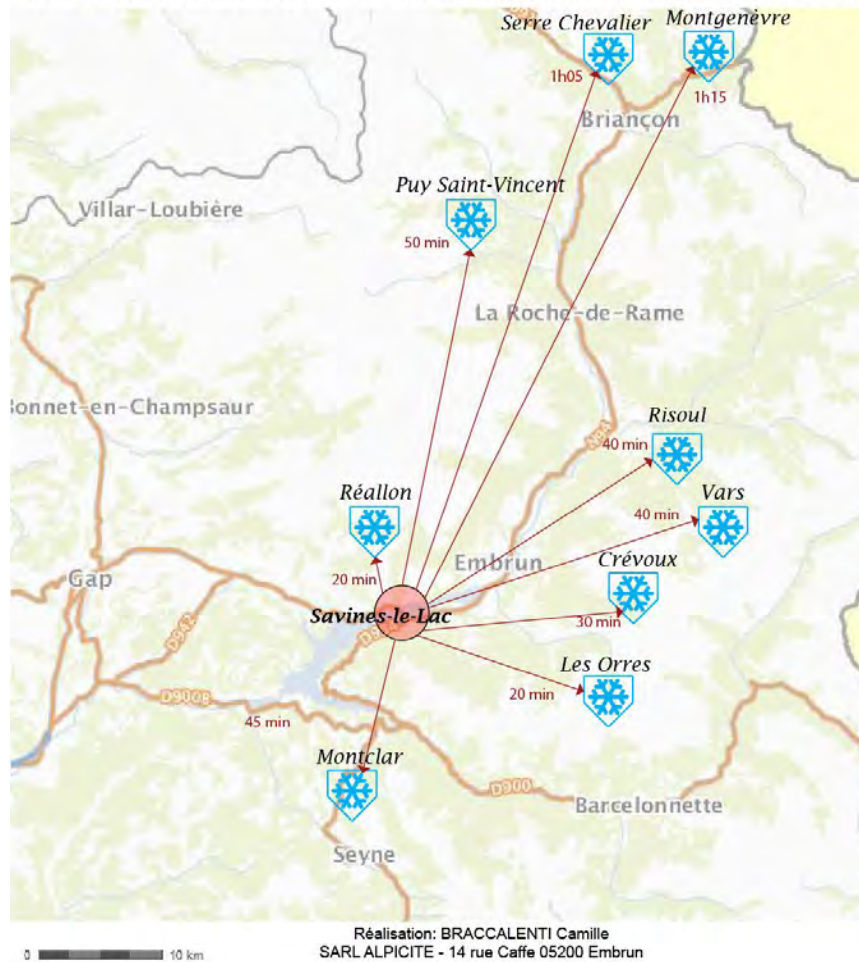 Serre Chevalier
Montgenèvre
1h05
1h15
Briançon
Puy Saint-Vincent
Villar-Loubière
50 min
La Roche-de-Rame
Bonnet-en-Champsaur
Risoul
N94
40 min
Réallon
Vars
40 min
Embrun
Crévoux
Gap
20 min
Savines-le-Lac
30 min
D942
Les Orres
D900B
20 min
45 min
Montclar
D900
Barcelonnette
Seyne
Réalisation: BRACCALENTI Camille
0 10 km
SARL ALPICITE - 14 rue Caffe 05200 Embrun